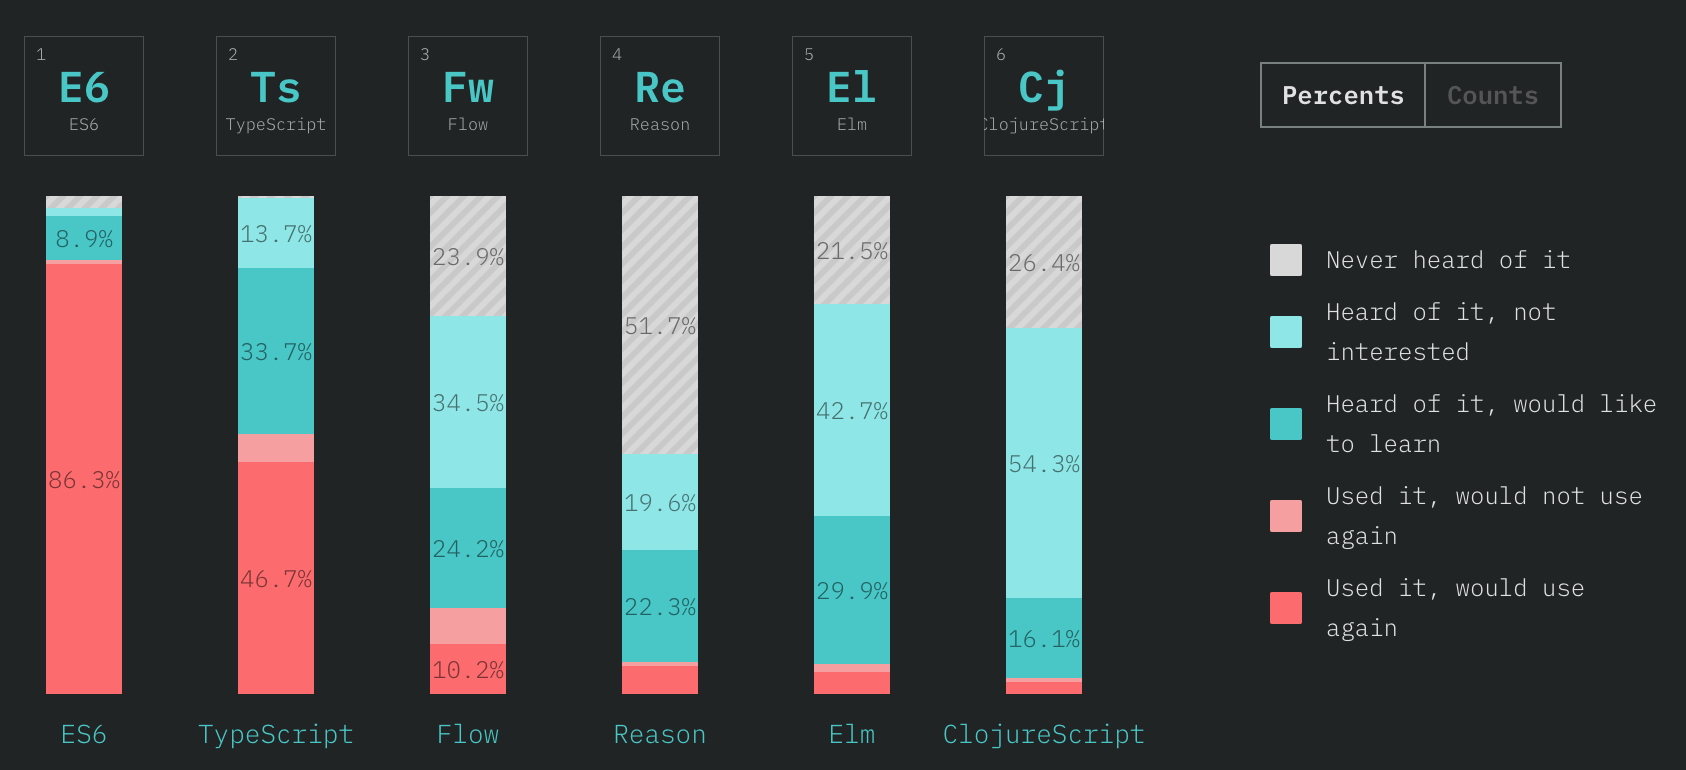 1
E6
ES6
2
Ts
TypeScript
3
Fw
Flow
4
Re
Reason
5
El
Elm
6
Cj
ClojureScript
Percents
Counts
8.9%
86.3%
13.7%
33.7%
46.7%
23.9%
34.5%
24.2%
10.2%
51.7%
19.6%
22.3%
21.5%
42.7%
29.9%
26.4%
54.3%
16.1%
Never heard of it
Heard of it, not
interested
Heard of it, would like
to learn
Used it, would not use
again
Used it, would use
again
ES6
TypeScript
Flow
Reason
Elm
ClojureScript